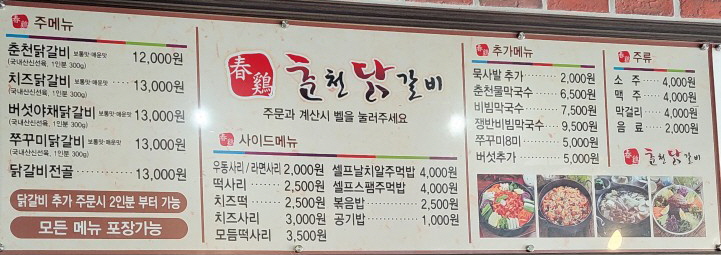 春鷄 주메뉴
춘천닭갈비 보통맛·매운맛 12,000원
(국내산신선육, 1인분 300g)
치즈닭갈비 보통맛·매운맛 13,000원
(국내산신선육, 1인분 300g)
버섯야채닭갈비 보통맛·매운맛 13,000원
(국내산신선육, 1인분 300g)
쭈꾸미닭갈비 보통맛·매운맛 13,000원
(국내산신선육, 1인분 300g)
닭갈비전골 13,000원
닭갈비 추가 주문시 2인분 부터 가능
모든 메뉴 포장가능
春鷄 춘천닭갈비
주문과 계산시 벨을 눌러주세요
春鷄 사이드메뉴
우동사리/라면사리 2,000원
떡사리 2,500원
치즈떡 2,500원
치즈사리 3,000원
모듬떡사리 3,500원
셀프날치알주먹밥 4,000원
셀프스팸주먹밥 4,000원
볶음밥 2,500원
공기밥 1,000원
春鷄 추가메뉴
묵사발 추가 2,000원
춘천물막국수 6,500원
비빔막국수 7,500원
쟁반비빔막국수 9,500원
쭈꾸미8미 5,000원
버섯추가 5,000원
春鷄 주류
소 주 4,000원
맥 주 4,000원
막걸리 4,000원
음 료 2,000원
春鷄 춘천닭갈비